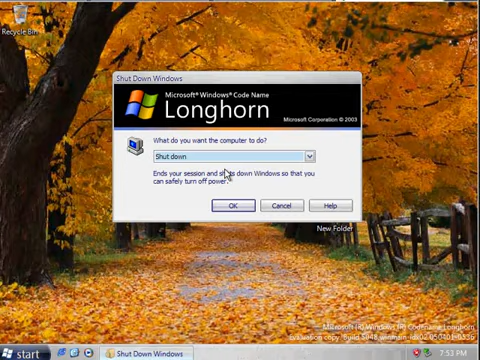 Recycle Bin
Shut Down Windows
Microsoft® Windows® Code Name
Longhorn
Microsoft Corporation © 2003
What do you want the computer to do?
Shut down
Ends your session and shuts down Windows so that you
can safely turn off power.
OK
Cancel
Help
New Folder
Microsoft (R) Windows (R) Codename Longhorn
Evaluation copy. Build 5048
start
Shut Down Windows
7:53 PM